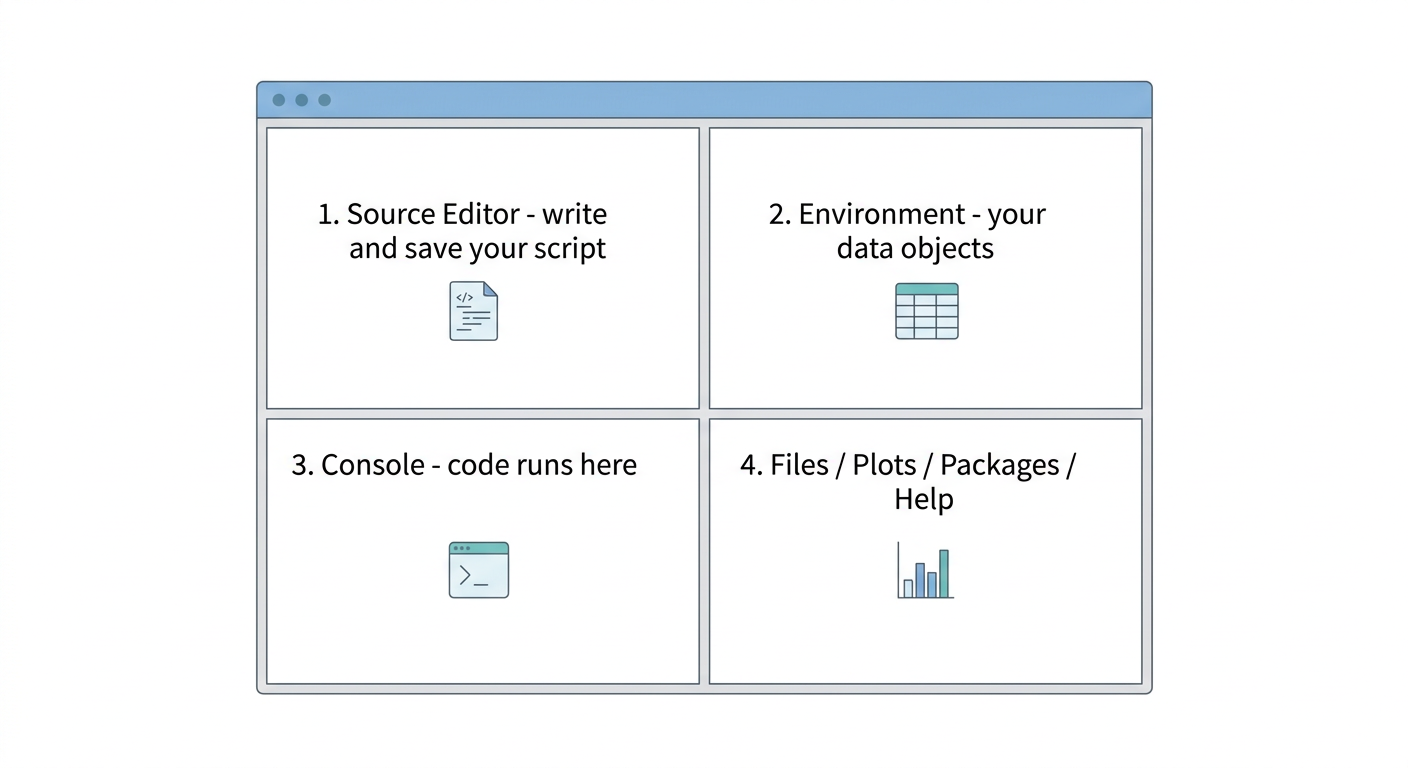 1. Source Editor - write
and save your script
</>
2. Environment - your
data objects
3. Console - code runs here
>_
4. Files / Plots / Packages /
Help